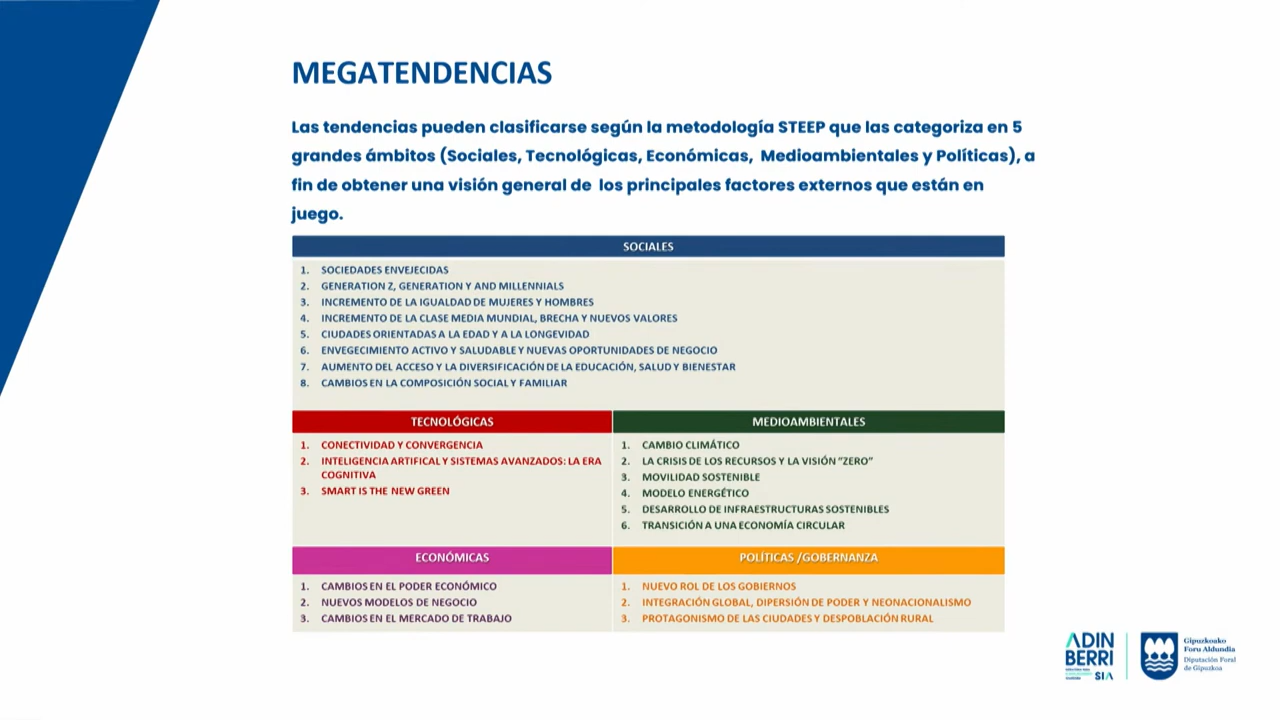 MEGATENDENCIAS
Las tendencias pueden clasificarse según la metodología STEEP que las categoriza en 5
grandes ámbitos (Sociales, Tecnológicas, Económicas, Medioambientales y Políticas), a
fin de obtener una visión general de los principales factores externos que están en
juego.
SOCIALES
1. SOCIEDADES ENVEJECIDAS
2. GENERATION Z, GENERATION Y AND MILLENNIALS
3. INCREMENTO DE LA IGUALDAD DE MUJERES Y HOMBRES
4. INCREMENTO DE LA CLASE MEDIA MUNDIAL, BRECHA Y NUEVOS VALORES
5. CIUDADES ORIENTADAS A LA EDAD Y A LA LONGEVIDAD
6. ENVEGECIMIENTO ACTIVO Y SALUDABLE Y NUEVAS OPORTUNIDADES DE NEGOCIO
7. AUMENTO DEL ACCESO Y LA DIVERSIFICACIÓN DE LA EDUCACIÓN, SALUD Y BIENESTAR
8. CAMBIOS EN LA COMPOSICIÓN SOCIAL Y FAMILIAR
TECNOLÓGICAS
1. CONECTIVIDAD Y CONVERGENCIA
2. INTELIGENCIA ARTIFICAL Y SISTEMAS AVANZADOS: LA ERA
COGNITIVA
3. SMART IS THE NEW GREEN
MEDIOAMBIENTALES
1. CAMBIO CLIMÁTICO
2. LA CRISIS DE LOS RECURSOS Y LA VISIÓN "ZERO"
3. MOVILIDAD SOSTENIBLE
4. MODELO ENERGÉTICO
5. DESARROLLO DE INFRAESTRUCTURAS SOSTENIBLES
6. TRANSICIÓN A UNA ECONOMÍA CIRCULAR
ECONÓMICAS
1. CAMBIOS EN EL PODER ECONÓMICO
2. NUEVOS MODELOS DE NEGOCIO
3. CAMBIOS EN EL MERCADO DE TRABAJO
POLÍTICAS /GOBERNANZA
1. NUEVO ROL DE LOS GOBIERNOS
2. INTEGRACIÓN GLOBAL, DIPERSIÓN DE PODER Y NEONACIONALISMO
3. PROTAGONISMO DE LAS CIUDADES Y DESPOBLACIÓN RURAL
ADIN
BERRI
SIA
Gipuzkoako
Foru Aldundia
Diputación Foral
de Gipuzkoa